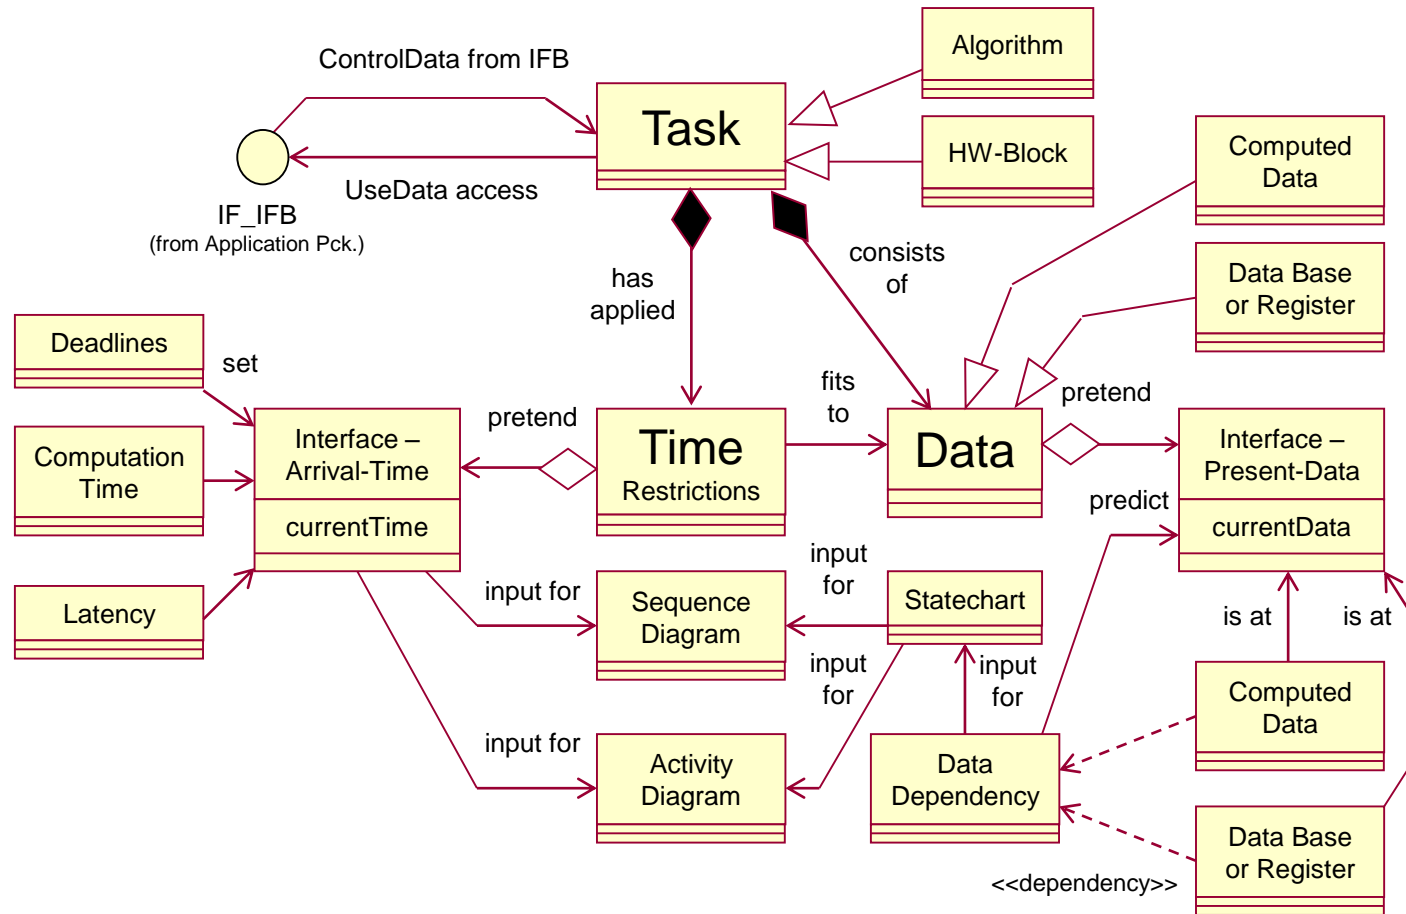 ControlData from IFB
Algorithm
Task
HW-Block
Computed
Data
UseData access
IF_IFB
(from Application Pck.)
consists
of
has
applied
Data Base
or Register
Deadlines
set
fits
to
pretend
pretend
Interface –
Arrival-Time
currentTime
Time
Restrictions
Data
Interface –
Present-Data
currentData
Computation
Time
predict
Latency
input for
Sequence
Diagram
input
for
Statechart
is at
is at
input
for
input
for
Computed
Data
input for
Activity
Diagram
Data
Dependency
Data Base
or Register
<<dependency>>